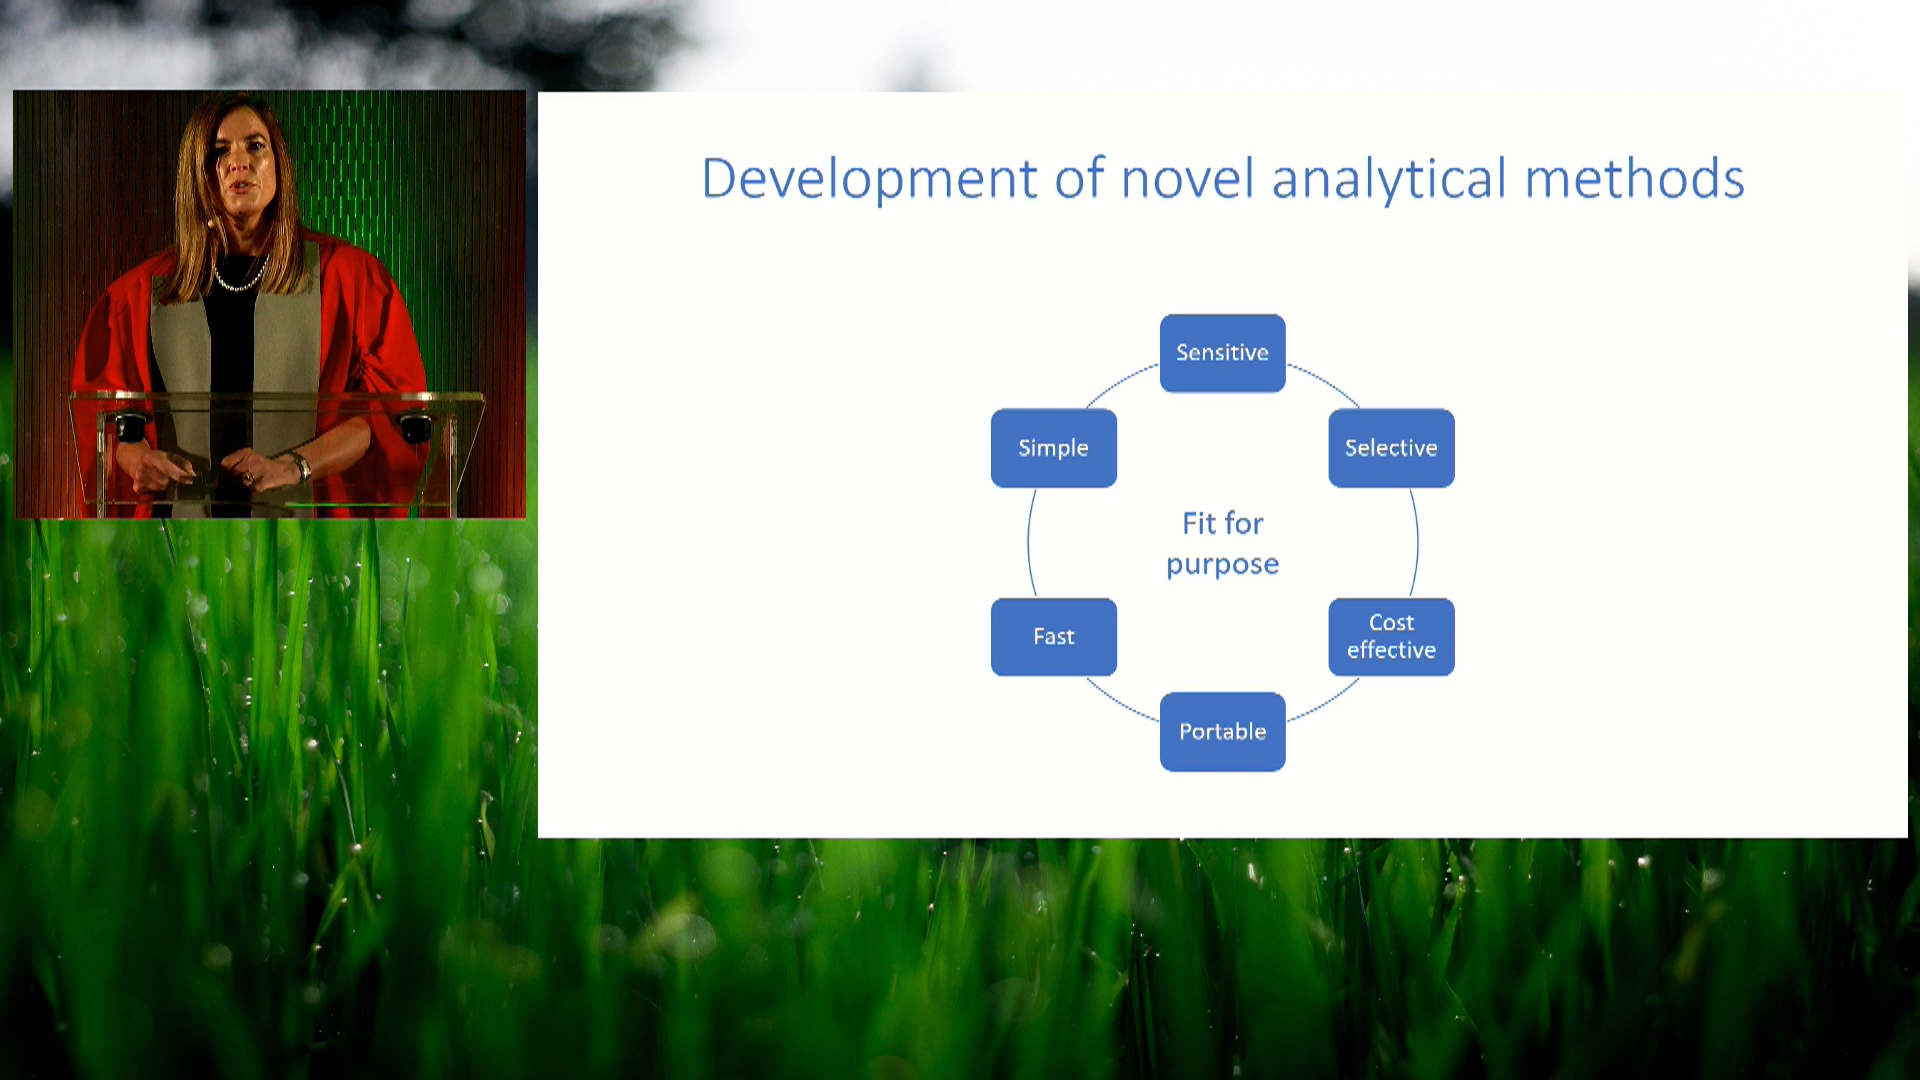 Development of novel analytical methods
Sensitive
Simple
Selective
Fit for
purpose
Fast
Cost
effective
Portable